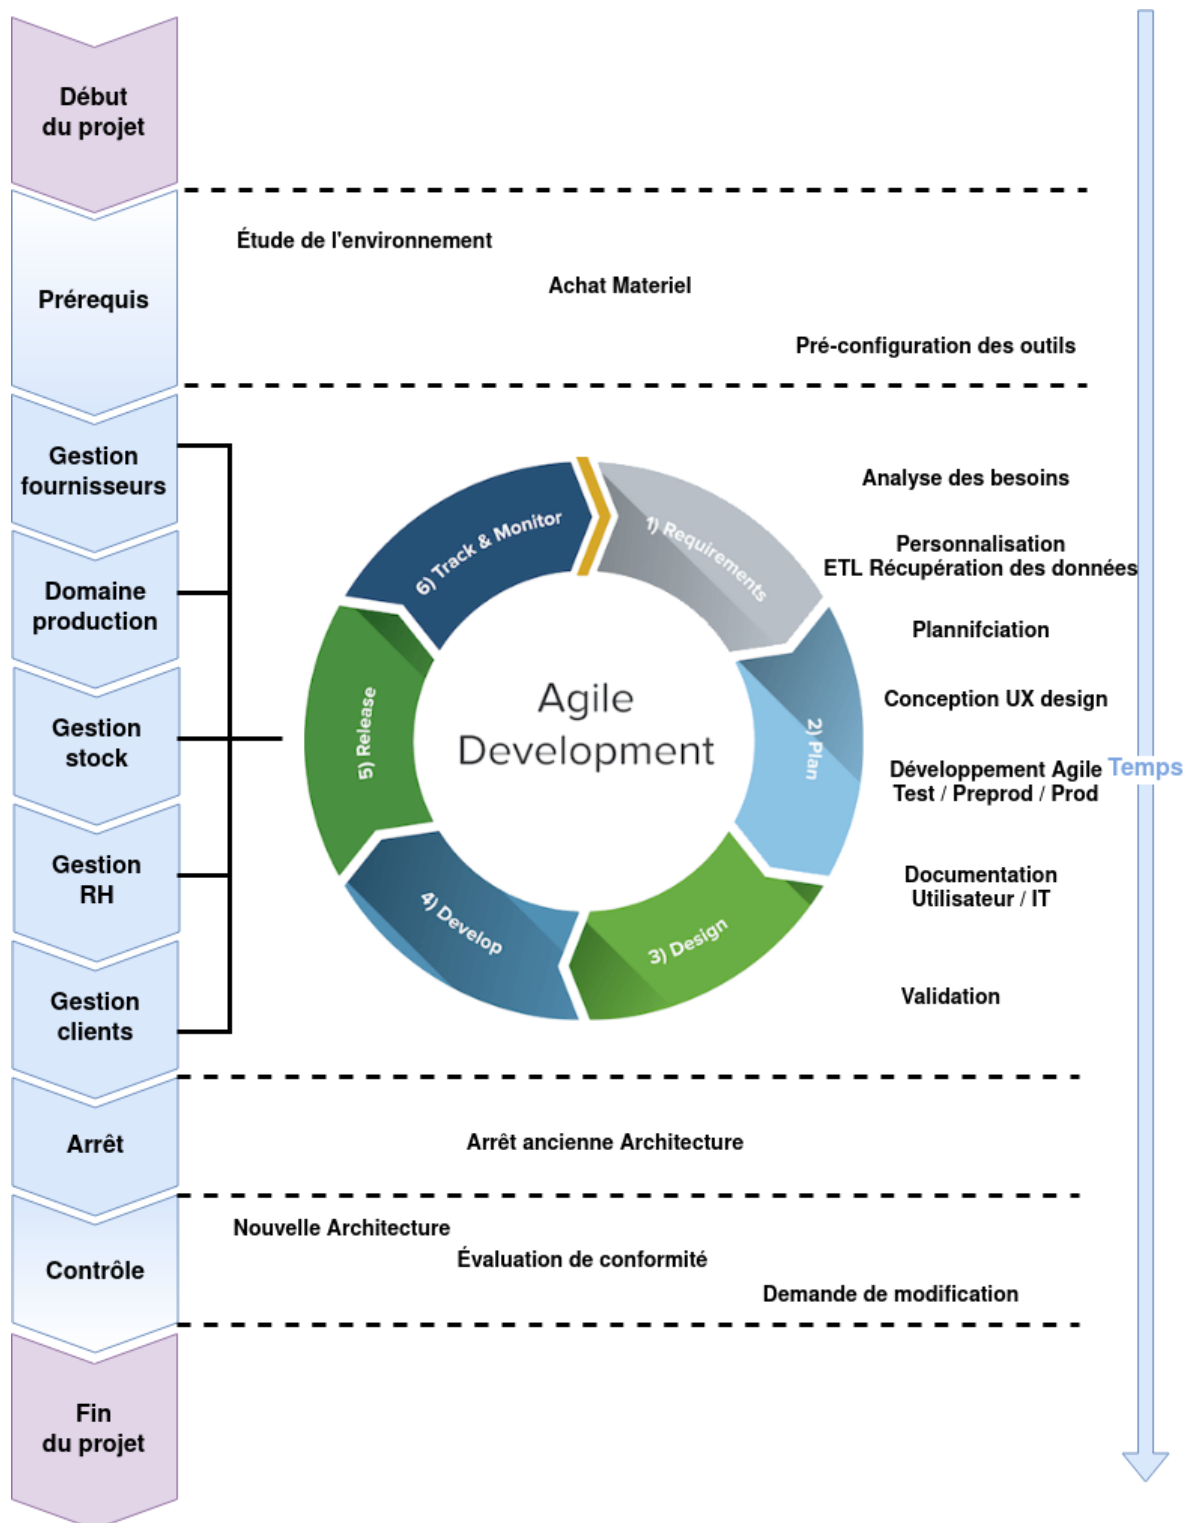 Début
du projet
Étude de l'environnement
Achat Materiel
Prérequis
Pré-configuration des outils
Gestion
fournisseurs
Domaine
production
Gestion
stock
Gestion
RH
Gestion
clients
1) Requirements
2) Plan
3) Design
4) Develop
5) Release
6) Track & Monitor
Agile
Development
Analyse des besoins
Personnalisation
ETL Récupération des données
Plannifciation
Conception UX design
Développement Agile
Test / Preprod / Prod
Documentation
Utilisateur / IT
Validation
Temps
Arrêt
Arrêt ancienne Architecture
Nouvelle Architecture
Évaluation de conformité
Contrôle
Demande de modification
Fin
du projet